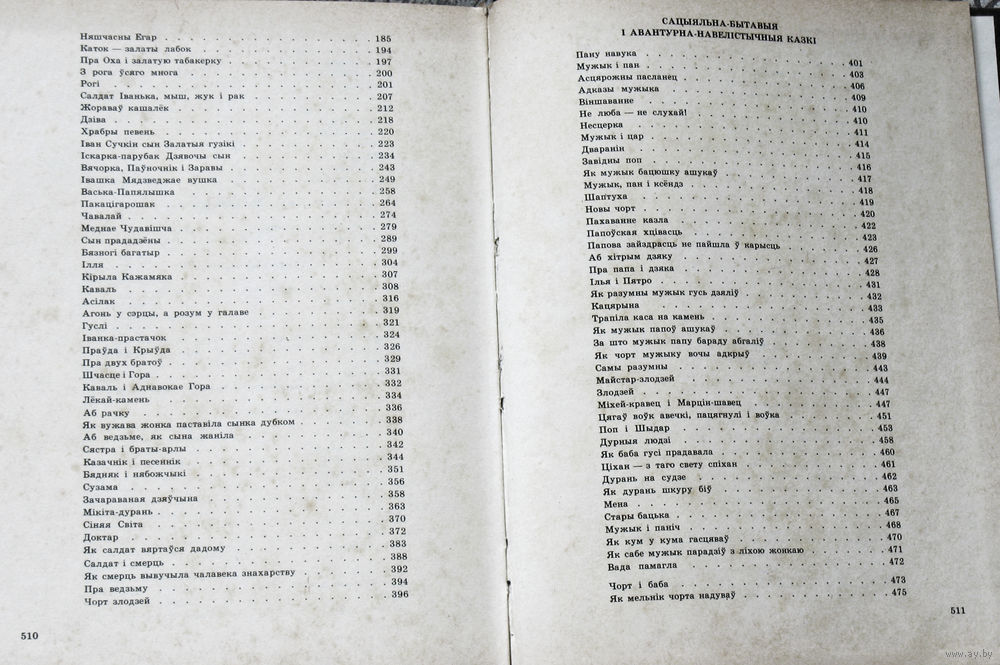 Няшчасны Егар . 185
Каток — залаты лабок . 194
Пра Оха і залатую табакерку . 197
З рога ўсяго многа . 200
Рогі . 201
Салдат Іванька, мыш, жук і рак . 207
Жораваў кашалёк . 212
Дзіва . 218
Храбры певень . 220
Іван Сучкін сын Залатыя гузікі . 223
Іскарка-парубак Дзявочы сын . 234
Вячорка, Паўночнік і Заравы . 243
Івашка Мядзведжае вушка . 249
Васька-Папялышка . 258
Пакацігарошак . 264
Чавалай . 274
Меднае Чудавішча . 279
Сын прададзёны . 289
Бязногі багатыр . 299
Ілля . 304
Кірыла Кажамяка . 307
Каваль . 308
Асілак . 316
Агонь у сэрцы, а розум у галаве . 319
Гуслі . 321
Іванка-прастачок . 324
Праўда і Крыўда . 326
Пра двух братоў . 329
Шчасце і Гора . 331
Каваль і Аднавокае Гора . 332
Лёкай-камень . 334
Аб рачку . 336
Як вужава жонка паставіла сынка дубком . 338
Аб ведзьме, як сына жаніла . 340
Сястра і браты-арлы . 342
Казачнік і песеннік . 344
Бядняк і нябожчыкі . 351
Сузама . 356
Зачараваная дзяўчына . 358
Мікіта-дурань . 363
Сіняя Світа . 370
Доктар . 372
Як салдат вяртаўся дадому . 383
Салдат і смерць . 388
Як смерць вывучыла чалавека знахарству . 392
Пра ведзьму . 394
Чорт злодзей . 396
510
САЦЫЯЛЬНА-БЫТАВЫЯ
І АВАНТУРНА-НАВЕЛІСТЫЧНЫЯ КАЗКІ
Пану навука . 401
Мужык і пан . 403
Асцярожны пасланец . 406
Адказы мужыка . 409
Віншаванне . 410
Не люба — не слухай! . 410
Несцерка . 411
Мужык і цар . 414
Дваранін . 415
Завідны поп . 416
Як мужык бацюшку ашукаў . 417
Мужык, пан і ксёндз . 418
Шаптуха . 419
Новы чорт . 420
Пахаванне казла . 422
Папоўская хцівасць . 423
Папова зайздрасць не пайшла ў карысць . 426
Аб хітрым дзяку . 427
Пра папа і дзяка . 428
Ілья і Пятро . 431
Як разумны мужык гусь дзяліў . 432
Кацярына . 433
Трапіла каса на камень . 435
Як мужык папоў ашукаў . 436
За што мужык папу бараду абгаліў . 438
Як чорт мужыку вочы адкрыў . 439
Самы разумны . 443
Майстар-злодзей . 444
Злодзей . 447
Міхей-кравец і Марцін-шавец . 447
Цягаў воўк авечкі, пацягнулі і воўка . 451
Поп і Шыдар . 453
Дурныя людзі . 458
Як баба гусі прадавала . 460
Ціхан — з таго свету спіхан . 461
Дурань на судзе . 462
Як дурань шкуру біў . 463
Мена . 465
Стары бацька . 467
Мужык і паніч . 468
Як кум у кума гасцяваў . 470
Як сабе мужык парадзіў з ліхою жонкаю . 471
Вада памагла . 472
Чорт і баба . 473
Як мельнік чорта надуваў . 475
511
www.ay.by